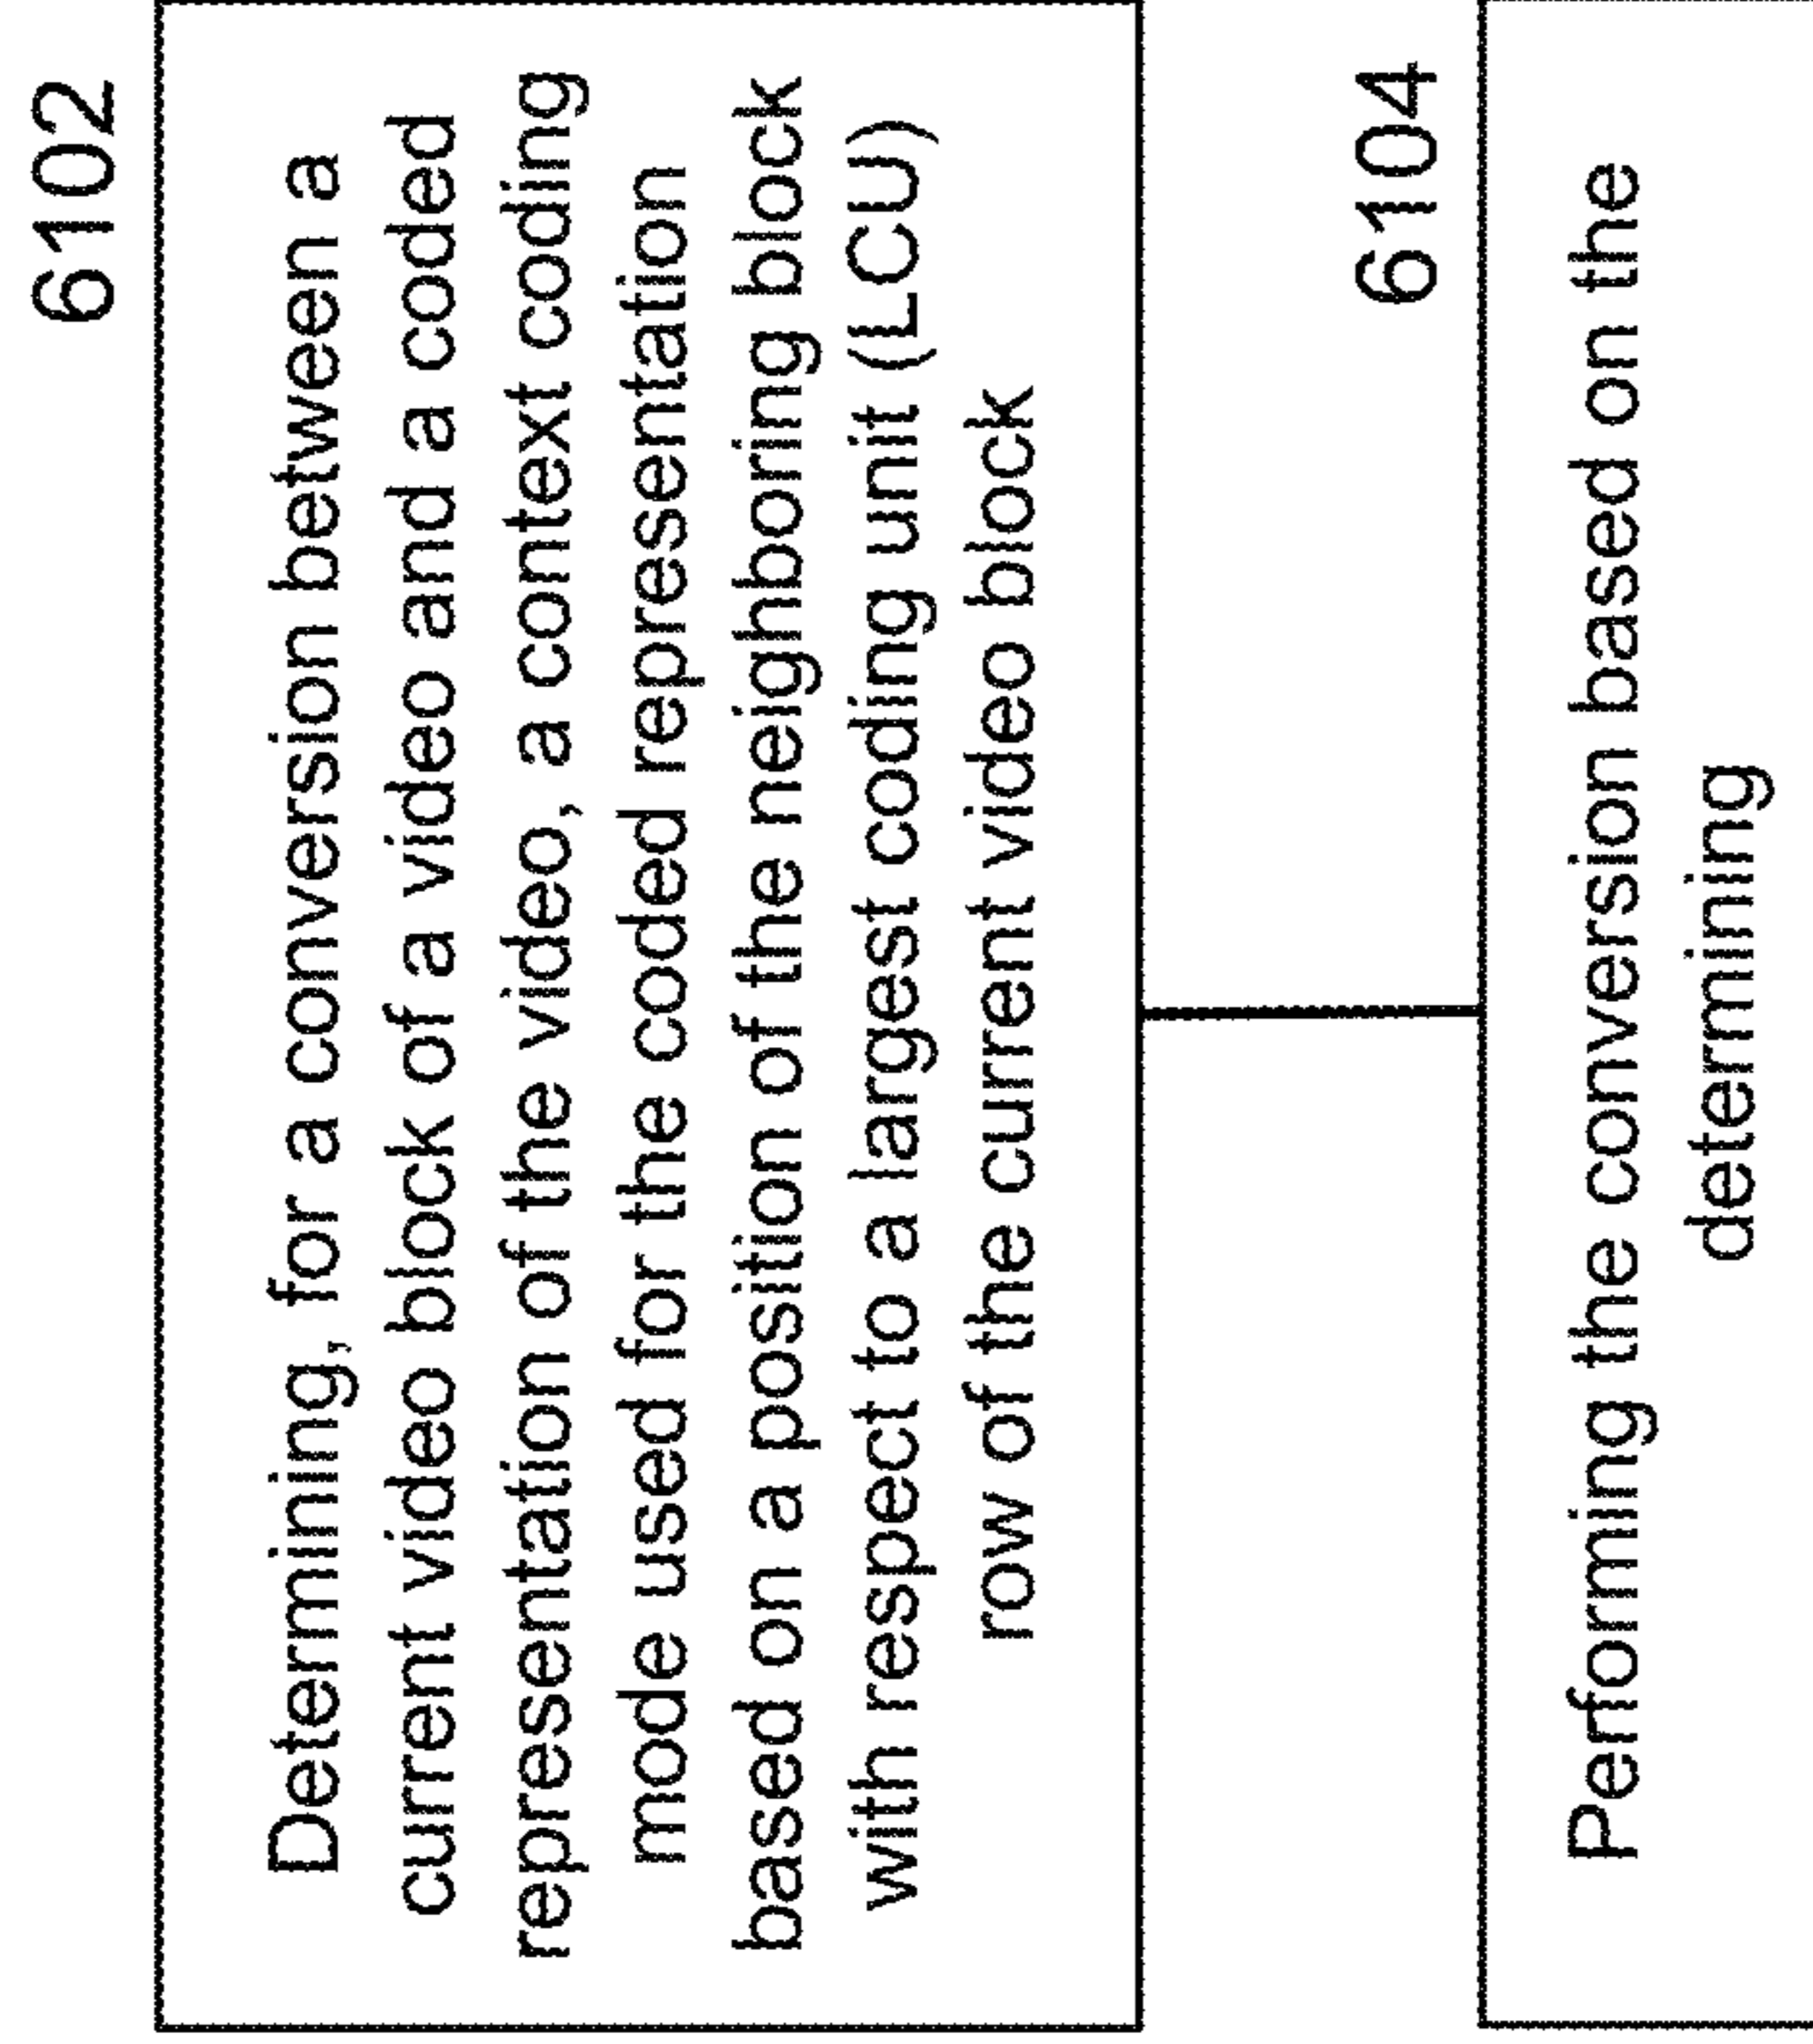 6102
Determining, for a conversion between a
current video block of a video and a coded
representation of the video, a context coding
mode used for the coded representation
based on a position of the neighboring block
with respect to a largest coding unit (LCU)
row of the current video block
6104
Performing the conversion based on the
determining